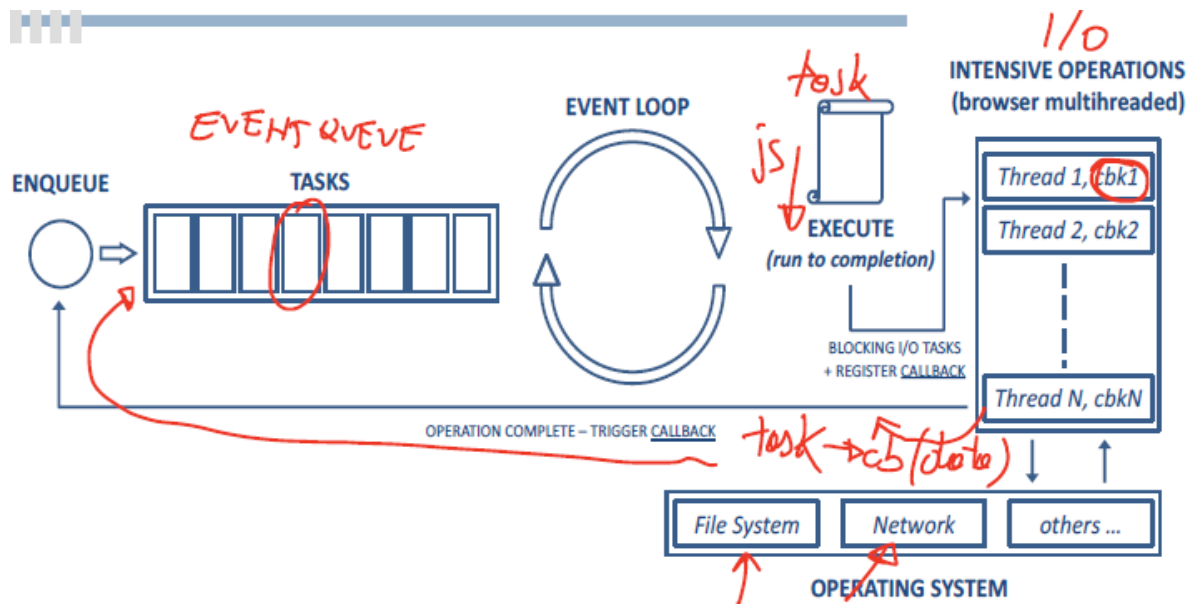 I/O
INTENSIVE OPERATIONS
(browser multithreaded)
task
EVENT LOOP
EVENT QUEUE
js
ENQUEUE
TASKS
Thread 1, cbk1
Thread 2, cbk2
EXECUTE
(run to completion)
BLOCKING I/O TASKS
+ REGISTER CALLBACK
Thread N, cbkN
OPERATION COMPLETE – TRIGGER CALLBACK
task → cb(data)
File System
Network
others ...
OPERATING SYSTEM